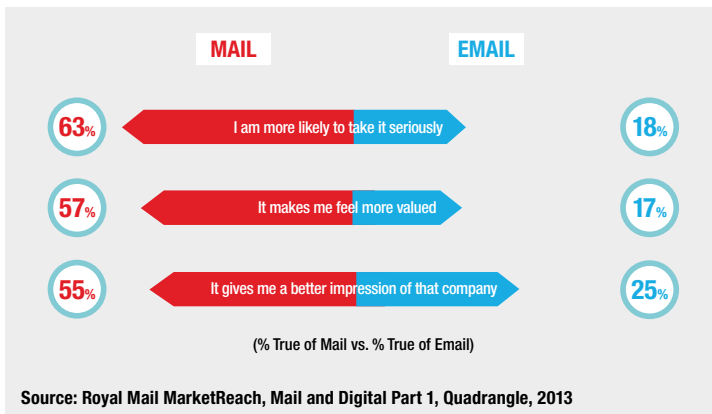 MAIL EMAIL
63% I am more likely to take it seriously 18%
57% It makes me feel more valued 17%
55% It gives me a better impression of that company 25%
(% True of Mail vs. % True of Email)
Source: Royal Mail MarketReach, Mail and Digital Part 1, Quadrangle, 2013